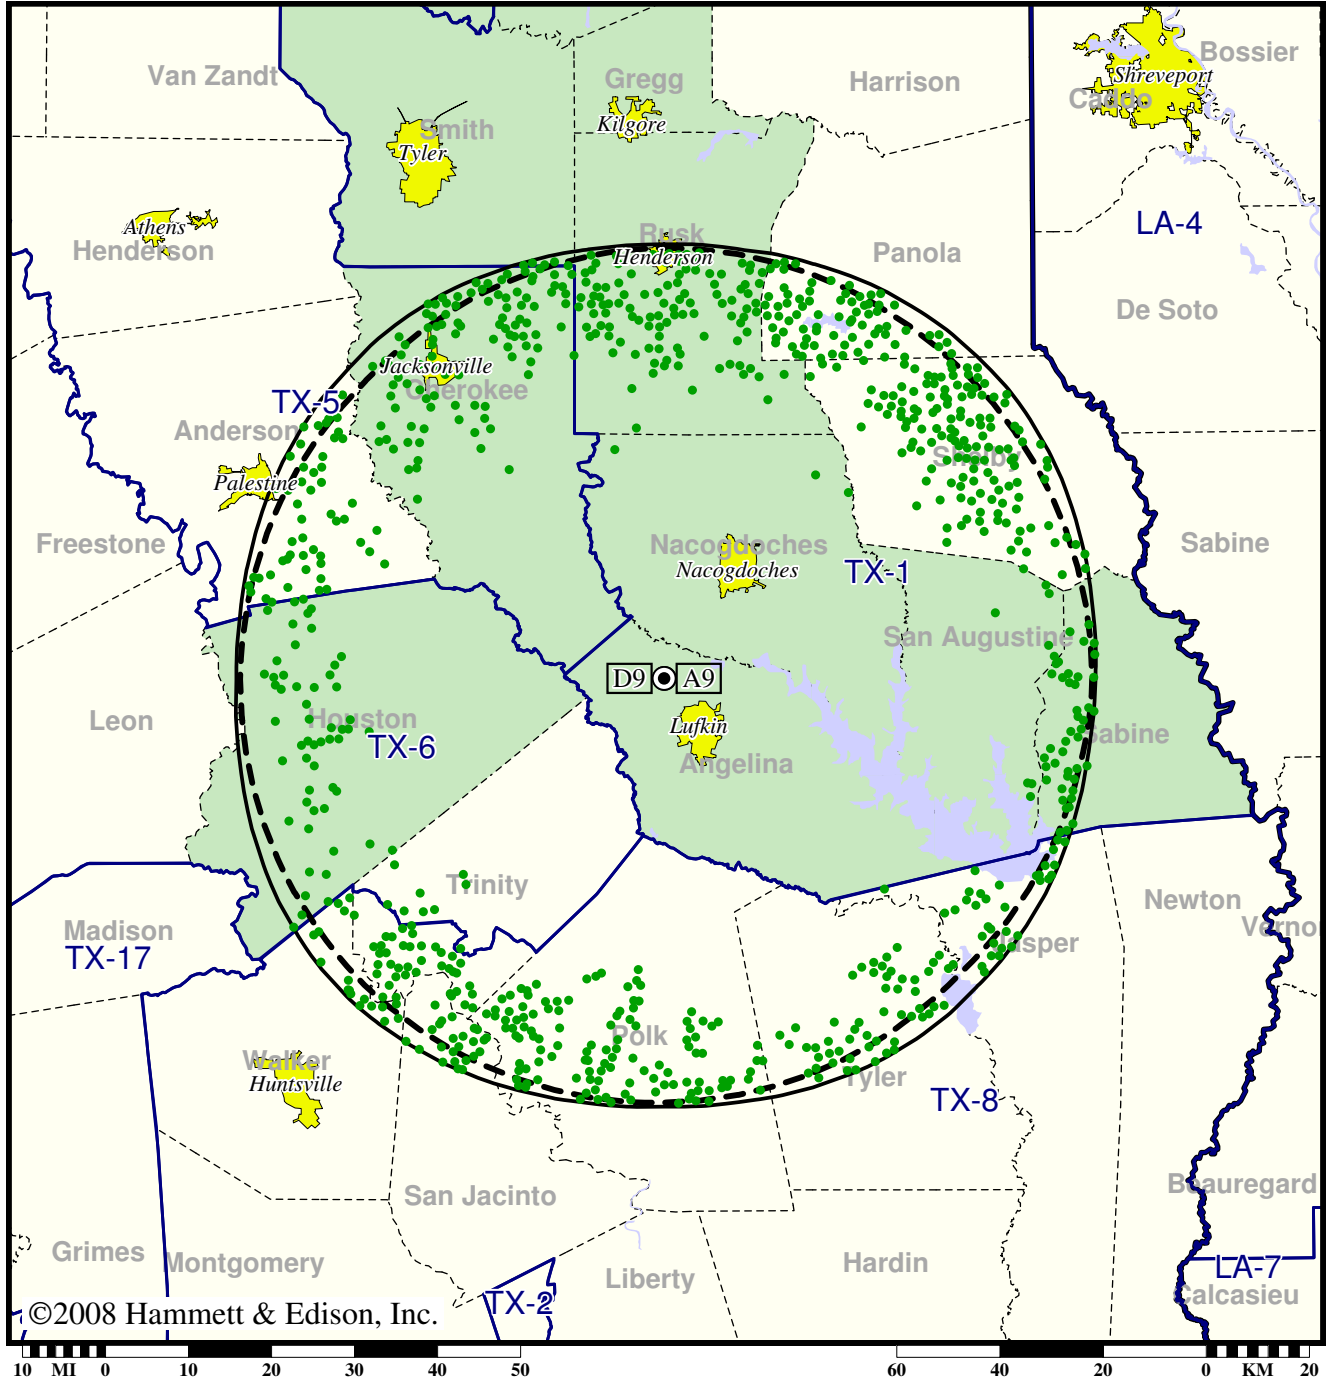 Bossier
Van Zandt
Gregg
Harrison
Shreveport
Caddo
Kilgore
Smith
Tyler
LA-4
Athens
Henderson
Rusk
Henderson
Panola
De Soto
Jacksonville
Cherokee
TX-5
Anderson
Shelby
Palestine
Freestone
Nacogdoches
Nacogdoches
TX-1
Sabine
San Augustine
D9
A9
Leon
Houston
TX-6
Lufkin
Angelina
Sabine
Trinity
Newton
Madison
TX-17
Jasper
Vernon
Polk
Walker
Huntsville
Tyler
TX-8
San Jacinto
Beauregard
Grimes
Montgomery
Liberty
Hardin
LA-7
Calcasieu
TX-2
©2008 Hammett & Edison, Inc.
10 MI 0 10 20 30 40 50 60 40 20 0 KM 20